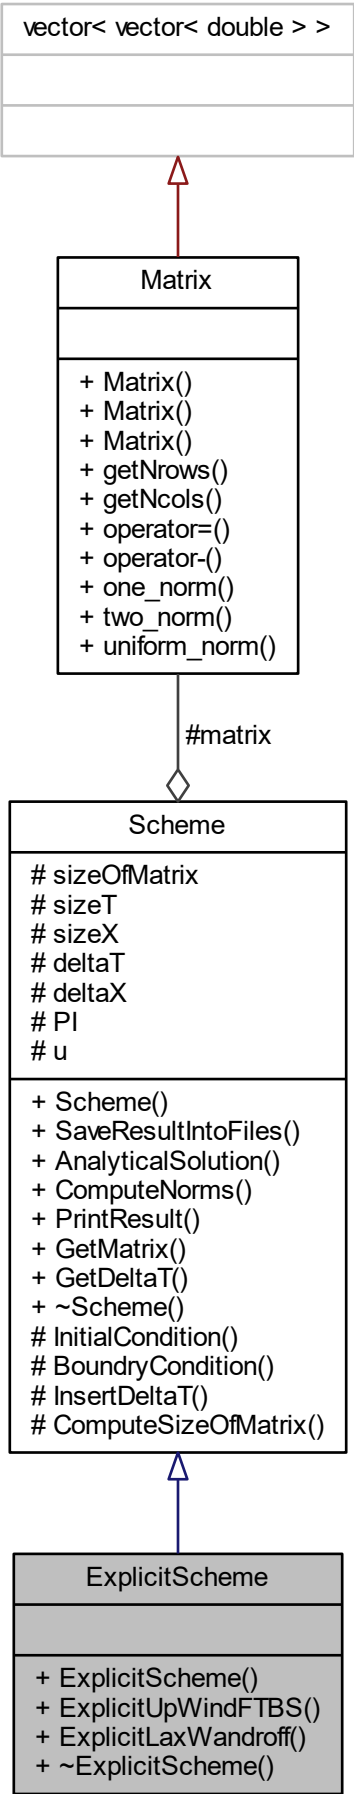 vector< vector< double > >
Matrix
+ Matrix()
+ Matrix()
+ Matrix()
+ getNrows()
+ getNcols()
+ operator=()
+ operator-()
+ one_norm()
+ two_norm()
+ uniform_norm()
#matrix
Scheme
# sizeOfMatrix
# sizeT
# sizeX
# deltaT
# deltaX
# PI
# u
+ Scheme()
+ SaveResultIntoFiles()
+ AnalyticalSolution()
+ ComputeNorms()
+ PrintResult()
+ GetMatrix()
+ GetDeltaT()
+ ~Scheme()
# InitialCondition()
# BoundryCondition()
# InsertDeltaT()
# ComputeSizeOfMatrix()
ExplicitScheme
+ ExplicitScheme()
+ ExplicitUpWindFTBS()
+ ExplicitLaxWandroff()
+ ~ExplicitScheme()